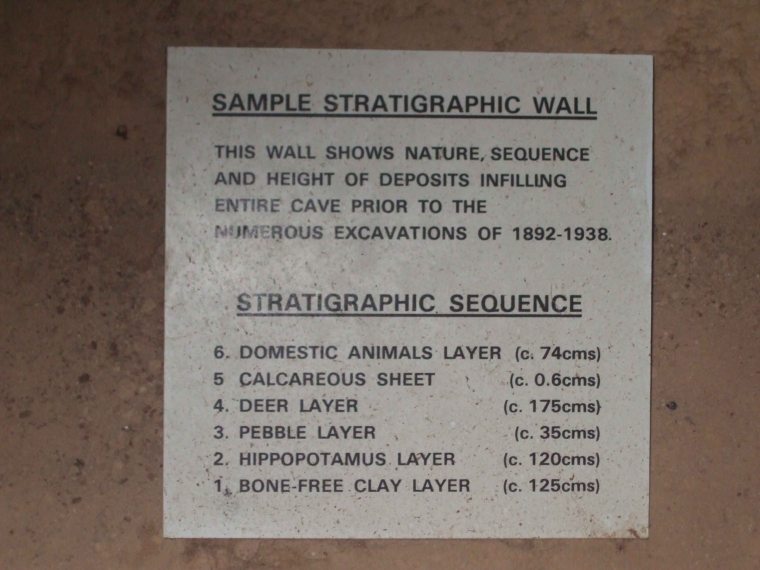 SAMPLE STRATIGRAPHIC WALL
THIS WALL SHOWS NATURE, SEQUENCE
AND HEIGHT OF DEPOSITS INFILLING
ENTIRE CAVE PRIOR TO THE
NUMEROUS EXCAVATIONS OF 1892-1938.
STRATIGRAPHIC SEQUENCE
6. DOMESTIC ANIMALS LAYER (c. 74cms)
5 CALCAREOUS SHEET (c. 0.6cms)
4. DEER LAYER (c. 175cms)
3. PEBBLE LAYER (c. 35cms)
2. HIPPOPOTAMUS LAYER (c. 120cms)
1. BONE-FREE CLAY LAYER (c. 125cms)